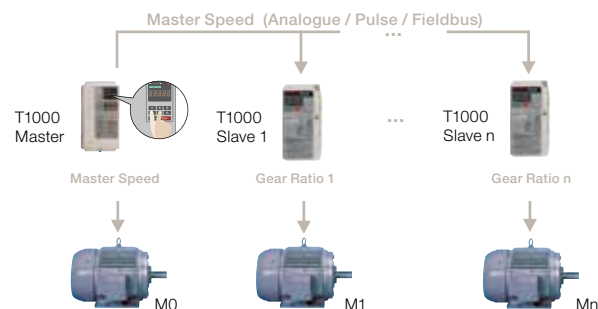 Master Speed (Analogue / Pulse / Fieldbus)
...
T1000
Master
T1000
Slave 1
...
T1000
Slave n
Master Speed
Gear Ratio 1
Gear Ratio n
M0
M1
Mn